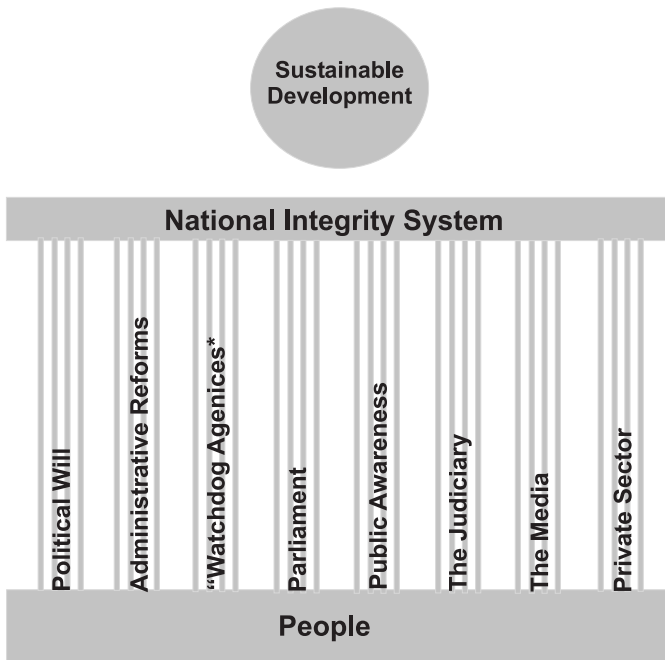 Sustainable
Development
National Integrity System
Political Will
Administrative Reforms
“Watchdog Agenices*
Parliament
Public Awareness
The Judiciary
The Media
Private Sector
People